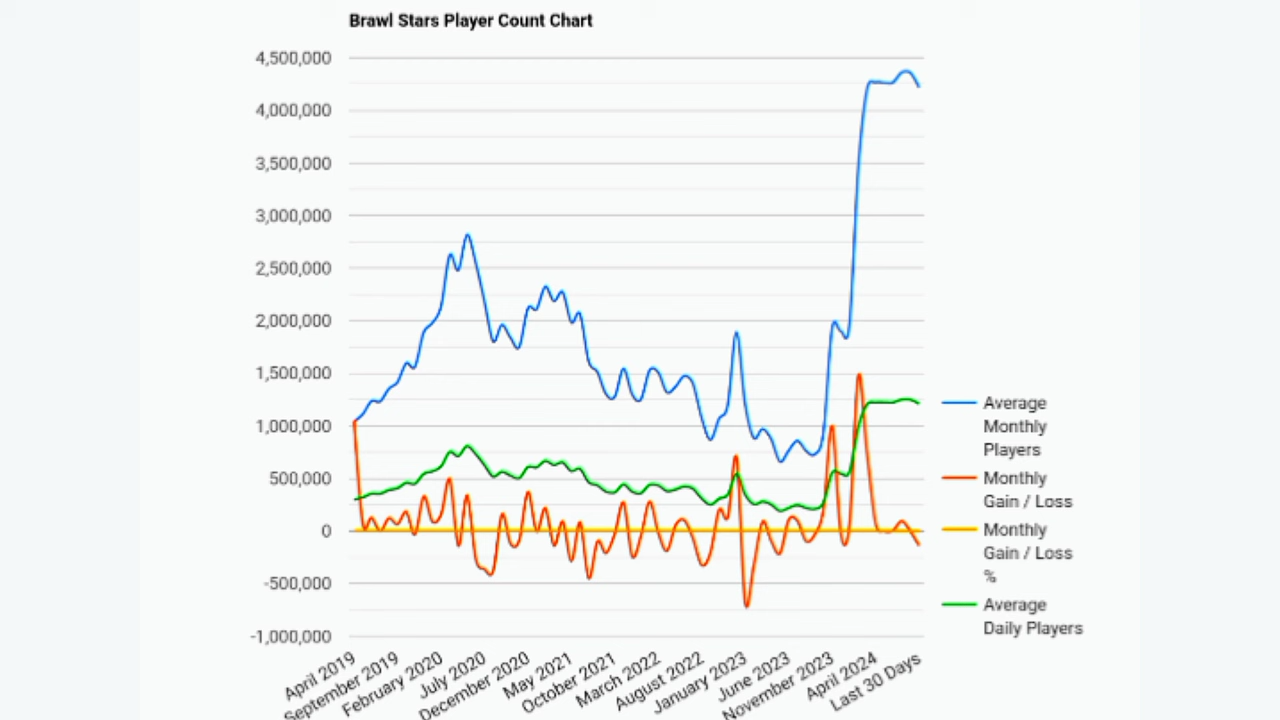 Brawl Stars Player Count Chart
4,500,000
4,000,000
3,500,000
3,000,000
2,500,000
2,000,000
1,500,000
1,000,000
500,000
0
-500,000
-1,000,000
Average
Monthly
Players
Monthly
Gain / Loss
Monthly
Gain / Loss
%
Average
Daily Players
April 2019
September 2019
February 2020
July 2020
December 2020
May 2021
October 2021
March 2022
August 2022
January 2023
June 2023
November 2023
April 2024
Last 30 Days